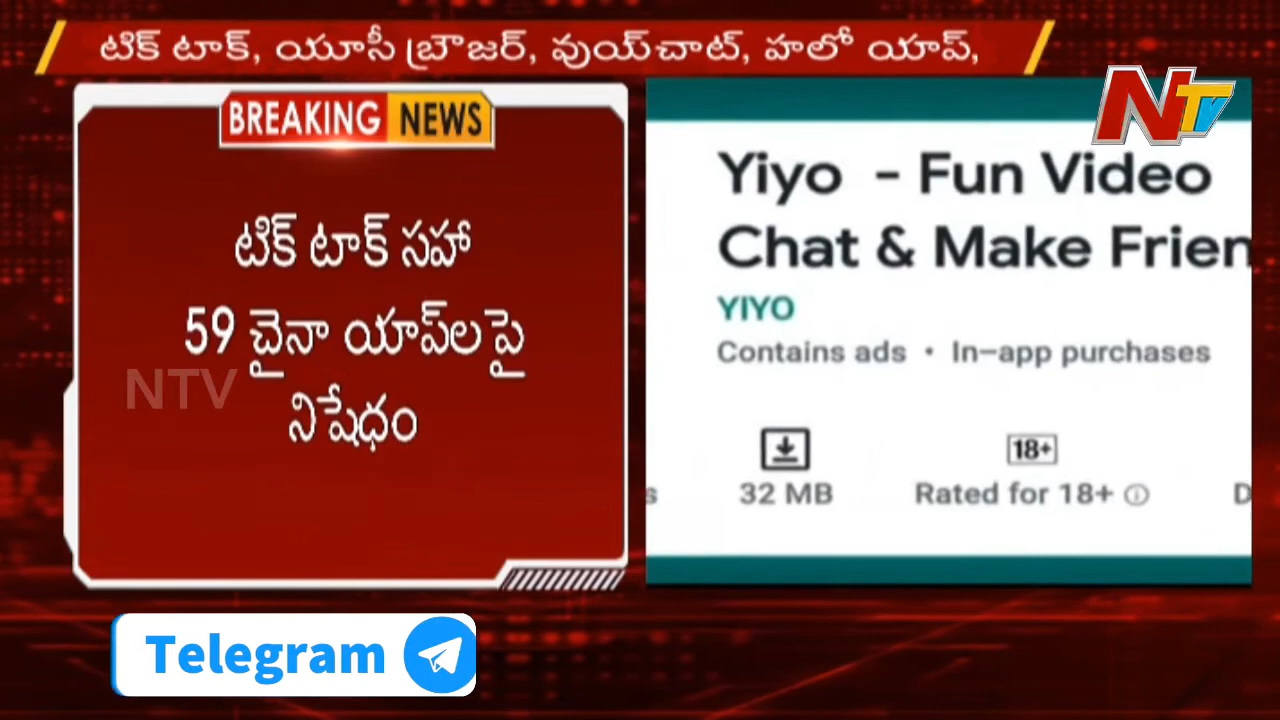 టిక్ టాక్, యూసీ బ్రౌజర్, వుయ్‌చాట్, హలో యాప్,
NTV
BREAKING NEWS
టిక్ టాక్ సహా
59 చైనా యాప్‌లపై
నిషేధం
NTV
Yiyo - Fun Video
Chat & Make Frien
YIYO
Contains ads • In-app purchases
18+
s 32 MB Rated for 18+ D
Telegram